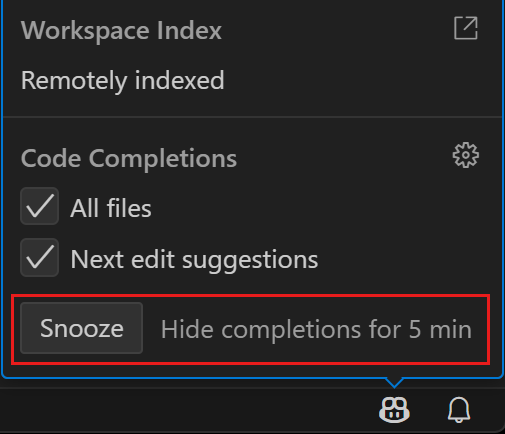 Workspace Index
Remotely indexed
Code Completions
All files
Next edit suggestions
Snooze Hide completions for 5 min